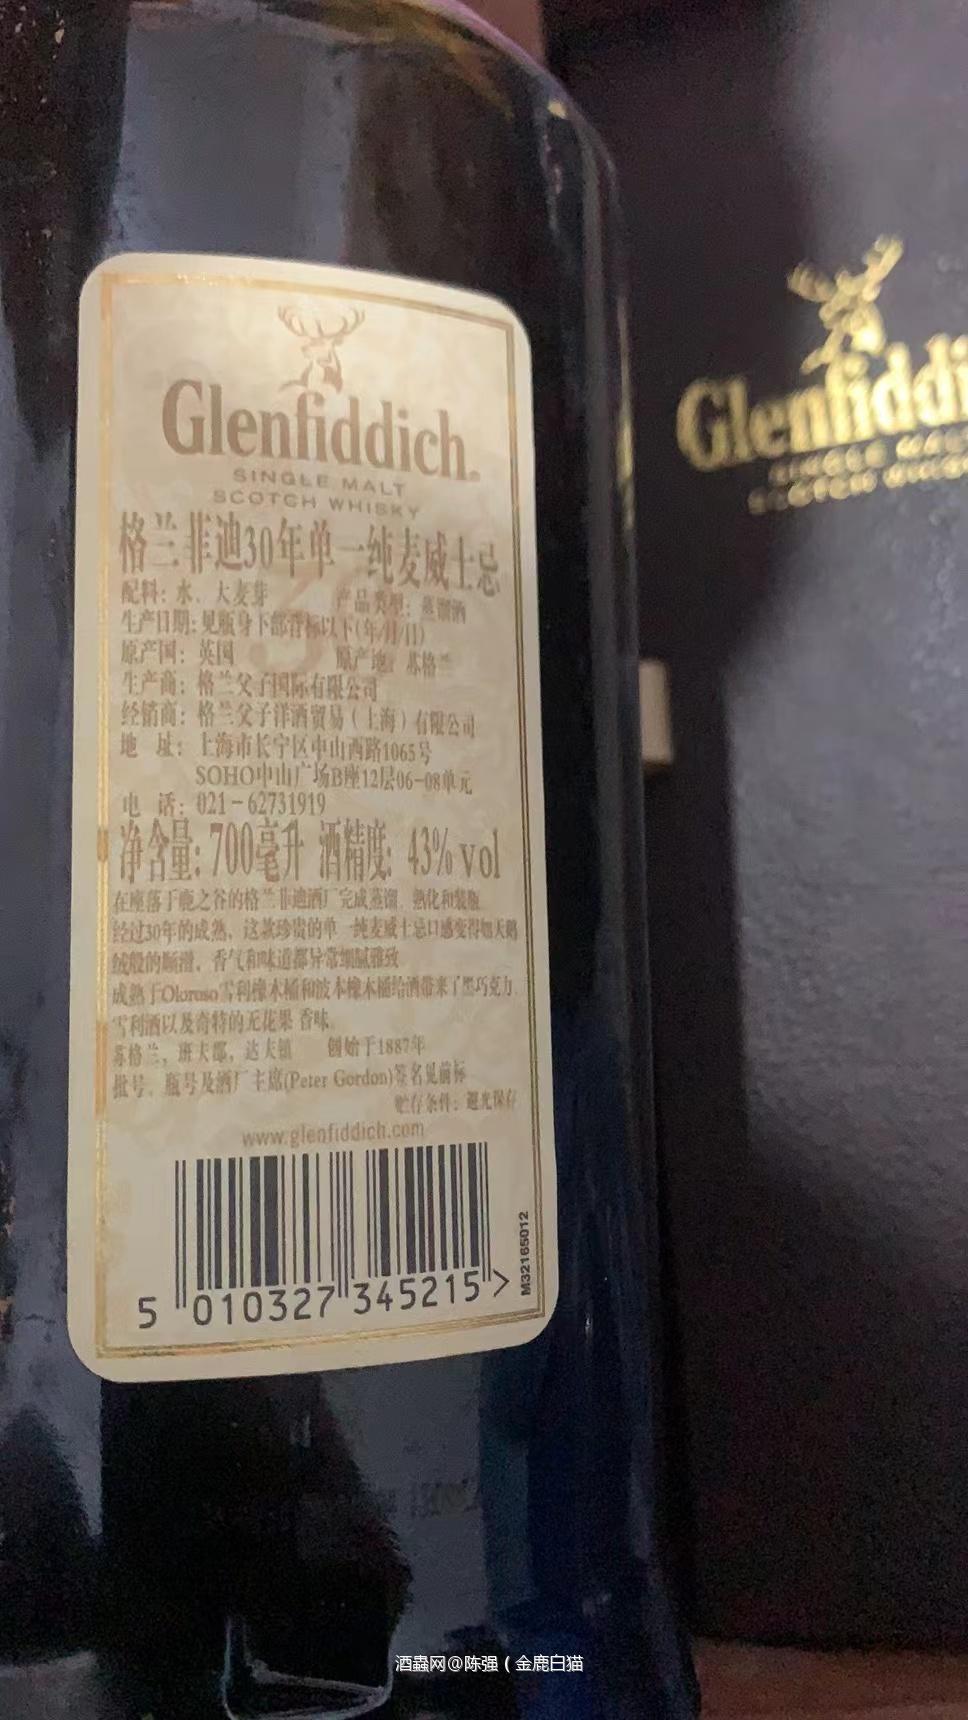 Glenfiddich®
SINGLE MALT
SCOTCH WHISKY
格兰菲迪30年单一纯麦威士忌
配料: 水、大麦芽 产品类型: 蒸馏酒
生产日期: 见瓶身下部背标以下(年/月/日)
原产国: 英国 原产地: 苏格兰
生产商: 格兰父子国际有限公司
经销商: 格兰父子洋酒贸易(上海)有限公司
地 址: 上海市长宁区中山西路1065号
SOHO中山广场B座12层06-08单元
电 话: 021-62731919
净含量: 700毫升 酒精度: 43% vol
在座落于鹿之谷的格兰菲迪酒厂完成蒸馏、熟化和装瓶
经过30年的成熟, 这款珍贵的单一纯麦威士忌口感变得如天鹅
绒般的顺滑, 香气和味道都异常细腻雅致
成熟于Oloroso雪利橡木桶和波本橡木桶给酒带来了黑巧克力,
雪利酒以及奇特的无花果香味
苏格兰, 班夫郡, 达夫镇 创始于1887年
批号、瓶号及酒厂主席(Peter Gordon)签名见前标
贮存条件: 避光保存
www.glenfiddich.com
5 010327 345215 >
M32165012
Glenfiddi
SINGLE MALT
SCOTCH WHISK
酒蟲网@陈强(金鹿白猫